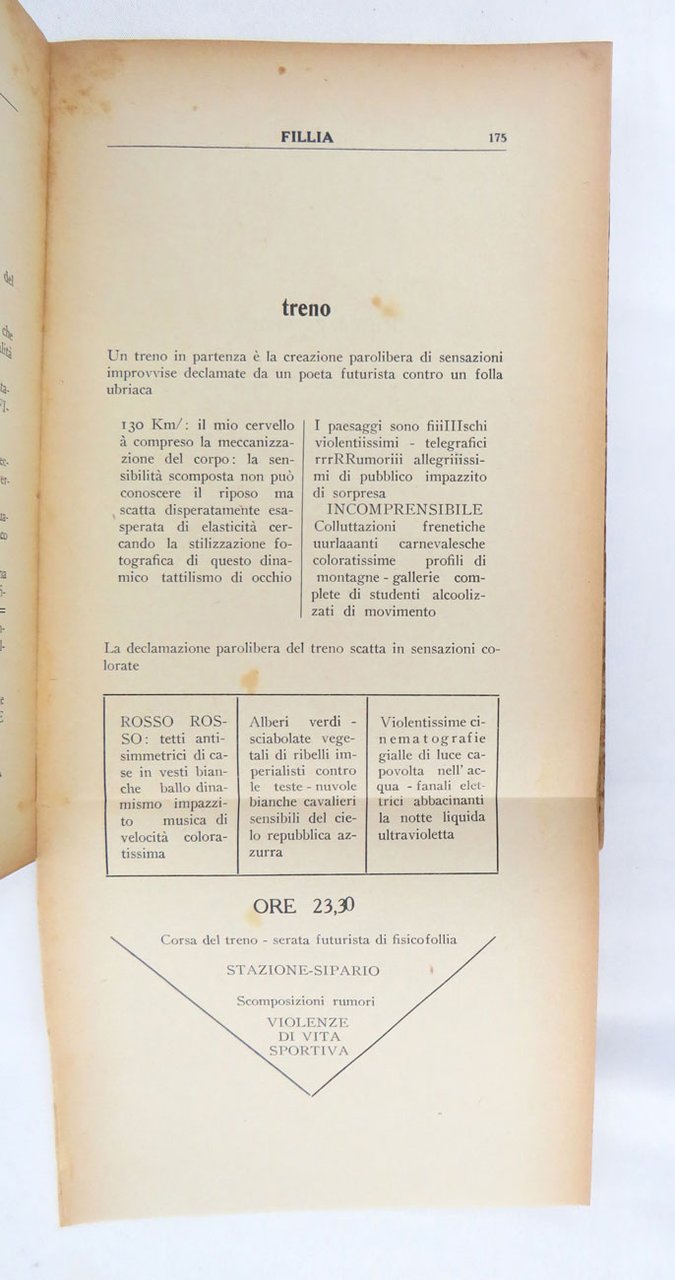 FILLIA 175
treno
Un treno in partenza è la creazione parolibera di sensazioni
improvvise declamate da un poeta futurista contro un folla
ubriaca
130 Km/: il mio cervello
à compreso la meccanizza-
zione del corpo: la sen-
sibilità scomposta non può
conoscere il riposo ma
scatta disperatamente esa-
sperata di elasticità cer-
cando la stilizzazione fo-
tografica di questo dina-
mico tattilismo di occhio
I paesaggi sono fiiiIIIschi
violentiissimi - telegrafici
rrrRRumoriii allegriiissi-
mi di pubblico impazzito
di sorpresa
INCOMPRENSIBILE
Colluttazioni frenetiche
uurlaaanti carnevalesche
coloratissime profili di
montagne - gallerie com-
plete di studenti alcooliz-
zati di movimento
La declamazione parolibera del treno scatta in sensazioni co-
lorate
ROSSO ROS-
SO: tetti anti-
simmetrici di ca-
se in vesti bian-
che ballo dina-
mismo impazzi-
to musica di
velocità colora-
tissima
Alberi verdi -
sciabolate vege-
tali di ribelli im-
perialisti contro
le teste - nuvole
bianche cavalieri
sensibili del cie-
lo repubblica az-
zurra
Violentissime ci-
nematografie
gialle di luce ca-
povolta nell' ac-
qua - fanali elet-
trici abbacinanti
la notte liquida
ultravioletta
ORE 23,30
Corsa del treno - serata futurista di fisicofollia
STAZIONE-SIPARIO
Scomposizioni rumori
VIOLENZE
DI VITA
SPORTIVA